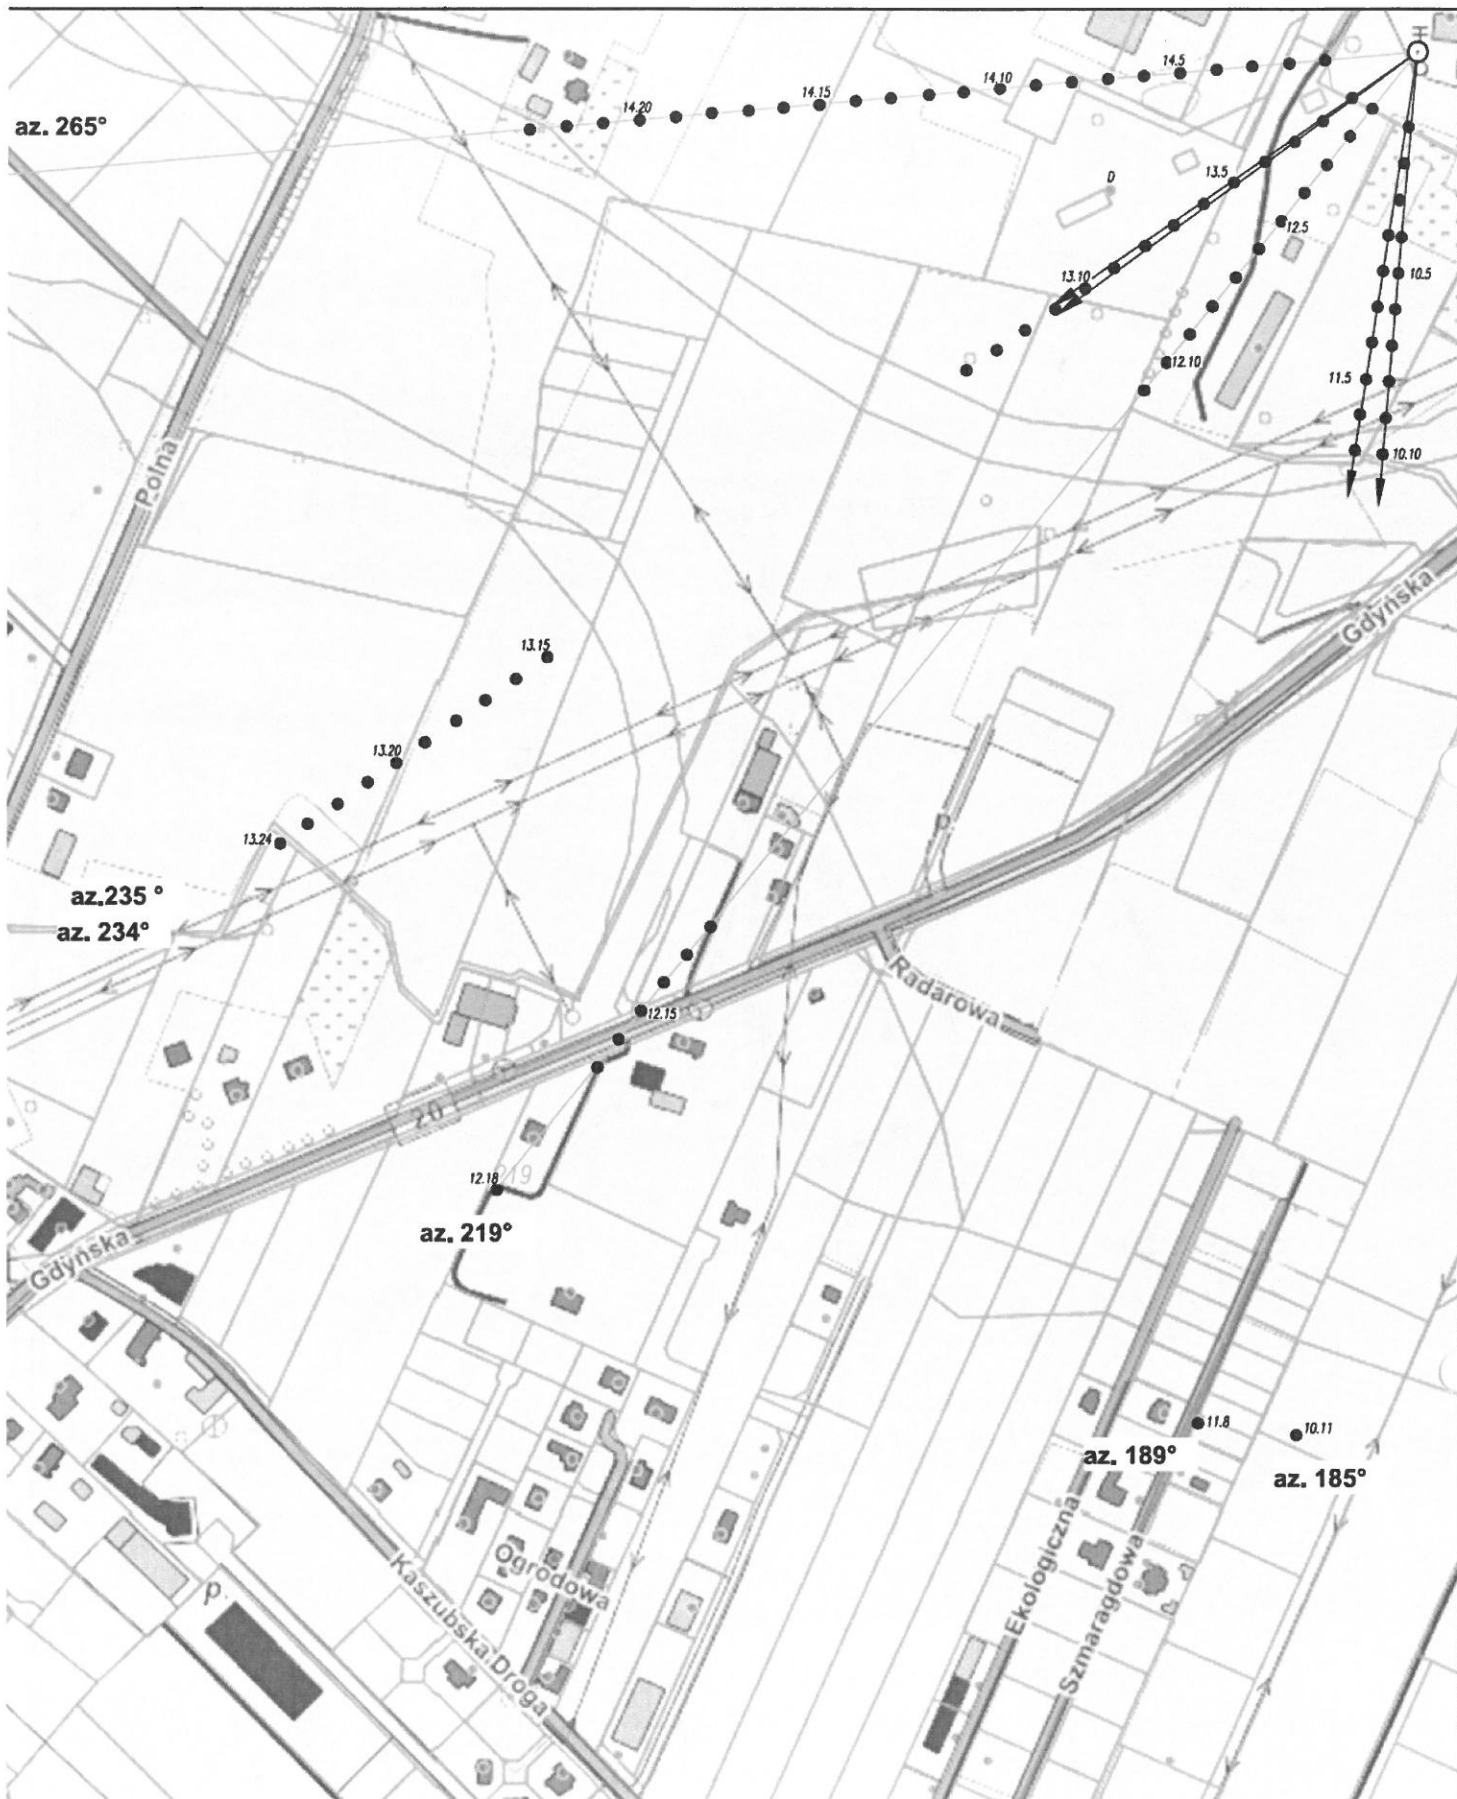 14.5
14.10
14.15
14.20
az. 265°
D
13.5
12.5
10.5
13.10
12.10
11.5
10.10
Polna
Gdyńska
13.15
13.20
13.24
p
az.235 °
az. 234°
Radarowa
12.15
20
12.18
219
az. 219°
Gdyńska
11.8
10.11
az. 189°
az. 185°
Ekologiczna
Szmaragdowa
Ogrodowa
Kaszubska Droga
p